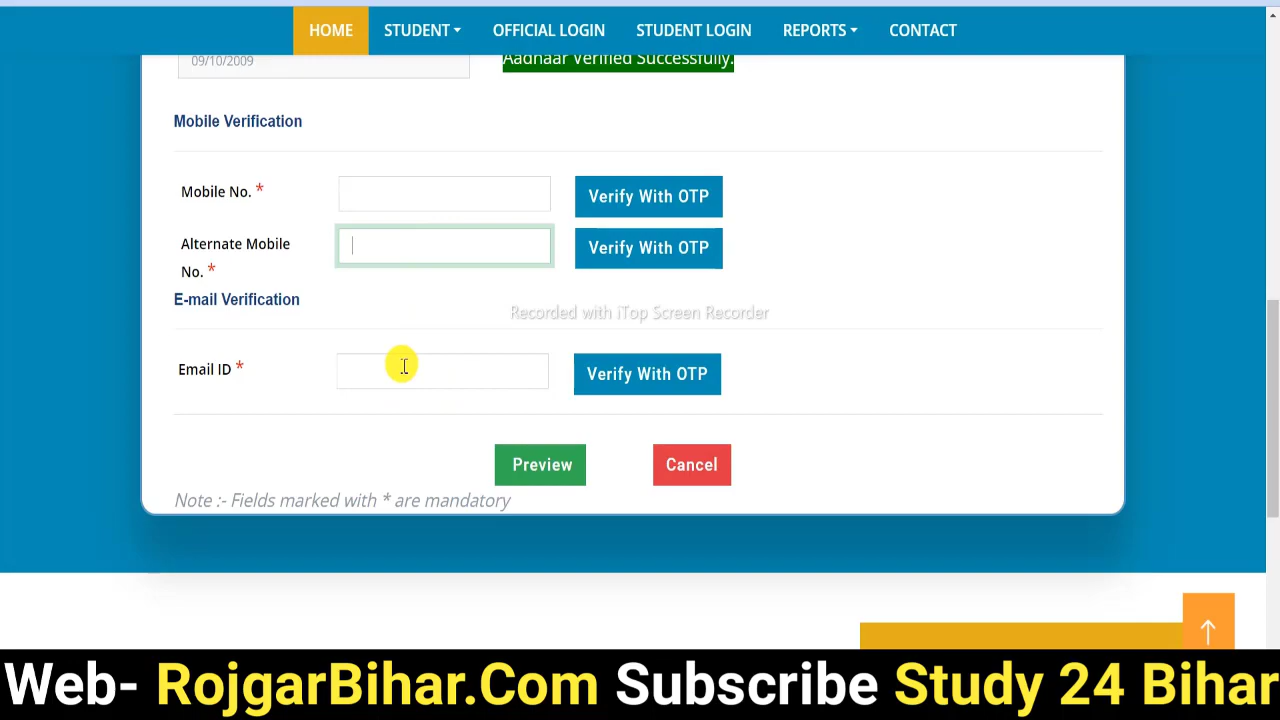 HOME STUDENT OFFICIAL LOGIN STUDENT LOGIN REPORTS CONTACT
09/10/2009 Aadhaar Verified Successfully.
Mobile Verification
Mobile No. * Verify With OTP
Alternate Mobile No. * Verify With OTP
E-mail Verification
Recorded with iTop Screen Recorder
Email ID * Verify With OTP
Preview Cancel
Note :- Fields marked with * are mandatory
Web- RojgarBihar.Com Subscribe Study 24 Bihar